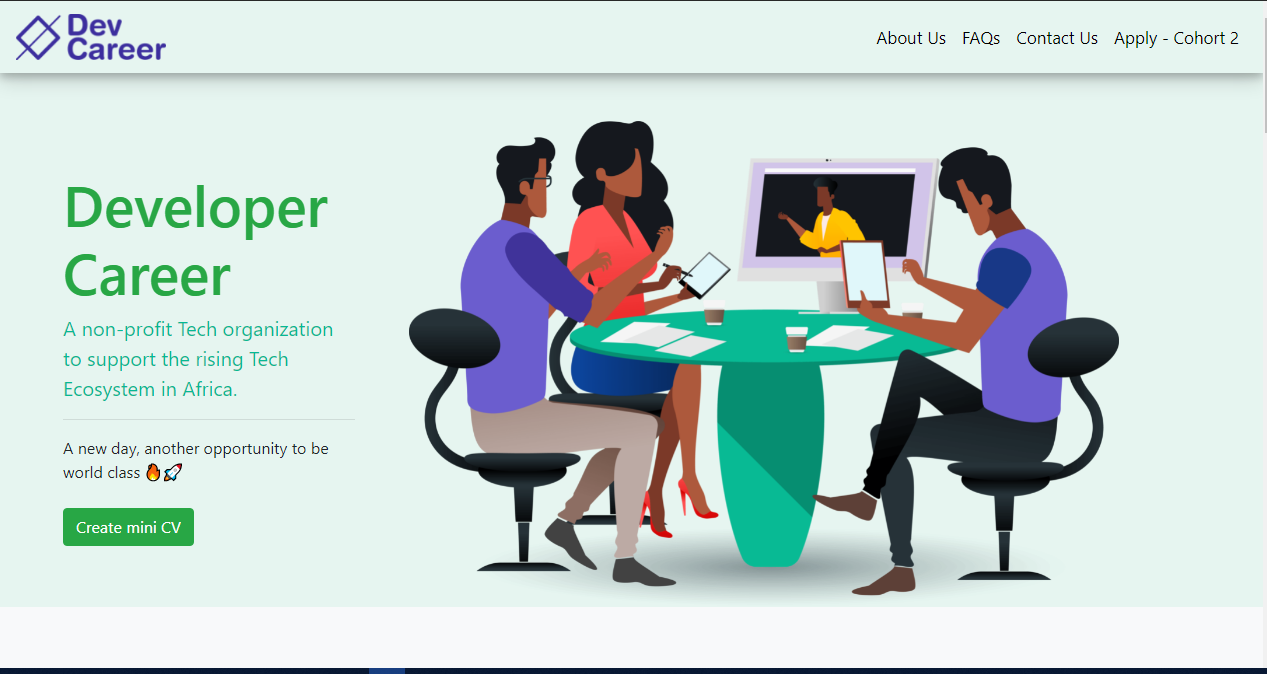 Dev
Career
About Us FAQs Contact Us Apply - Cohort 2
Developer
Career
A non-profit Tech organization
to support the rising Tech
Ecosystem in Africa.
A new day, another opportunity to be
world class 🔥🚀
Create mini CV